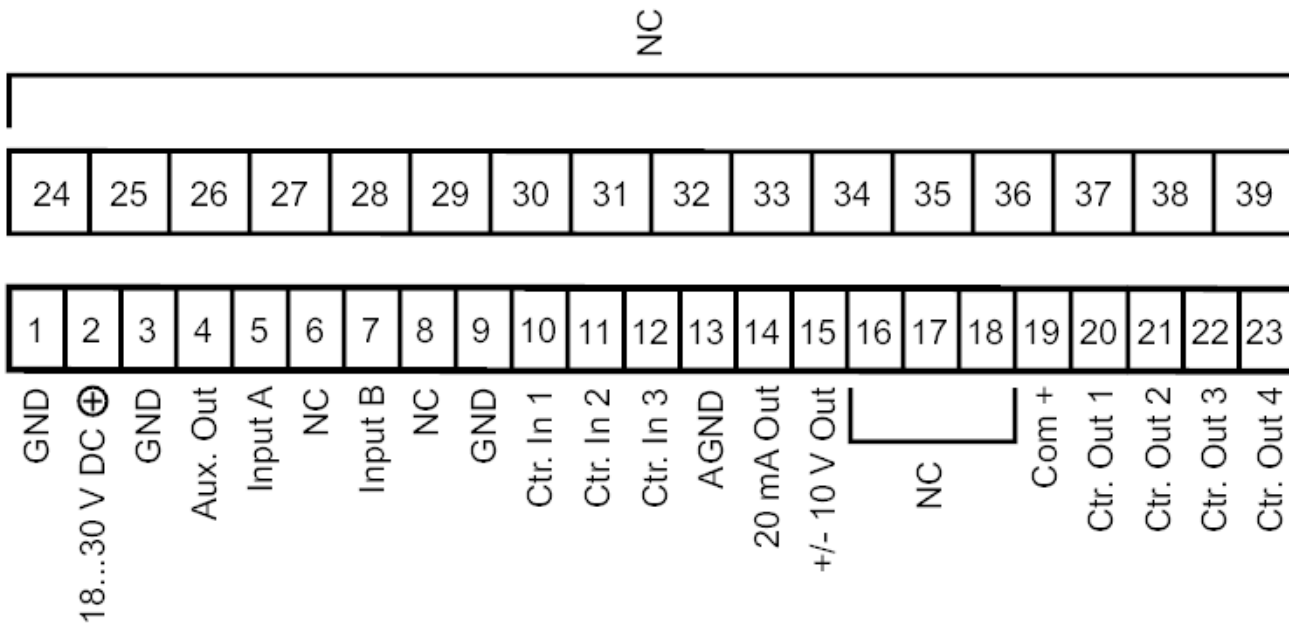 NC
24 25 26 27 28 29 30 31 32 33 34 35 36 37 38 39
1 2 3 4 5 6 7 8 9 10 11 12 13 14 15 16 17 18 19 20 21 22 23
GND
18...30 V DC ⊕
GND
Aux. Out
Input A
NC
Input B
NC
GND
Ctr. In 1
Ctr. In 2
Ctr. In 3
AGND
20 mA Out
+/- 10 V Out
NC
Com +
Ctr. Out 1
Ctr. Out 2
Ctr. Out 3
Ctr. Out 4